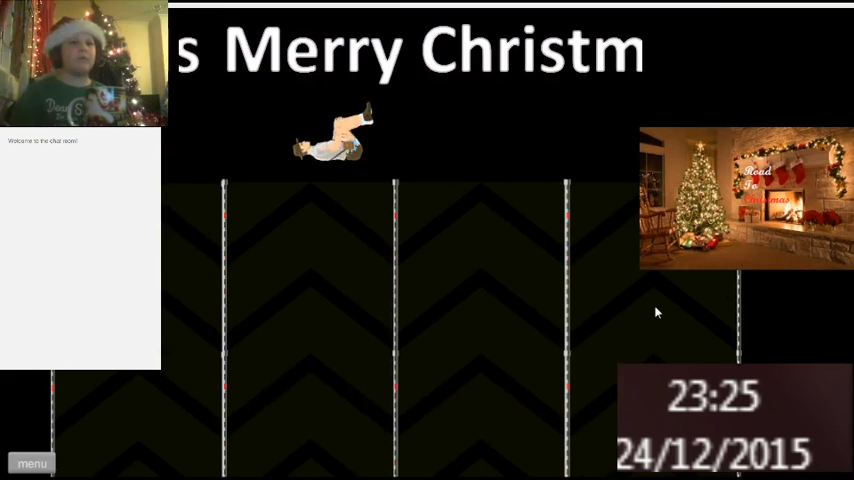 s Merry Christm
Welcome to the chat room!
Road
To
Christmas
23:25
24/12/2015
menu